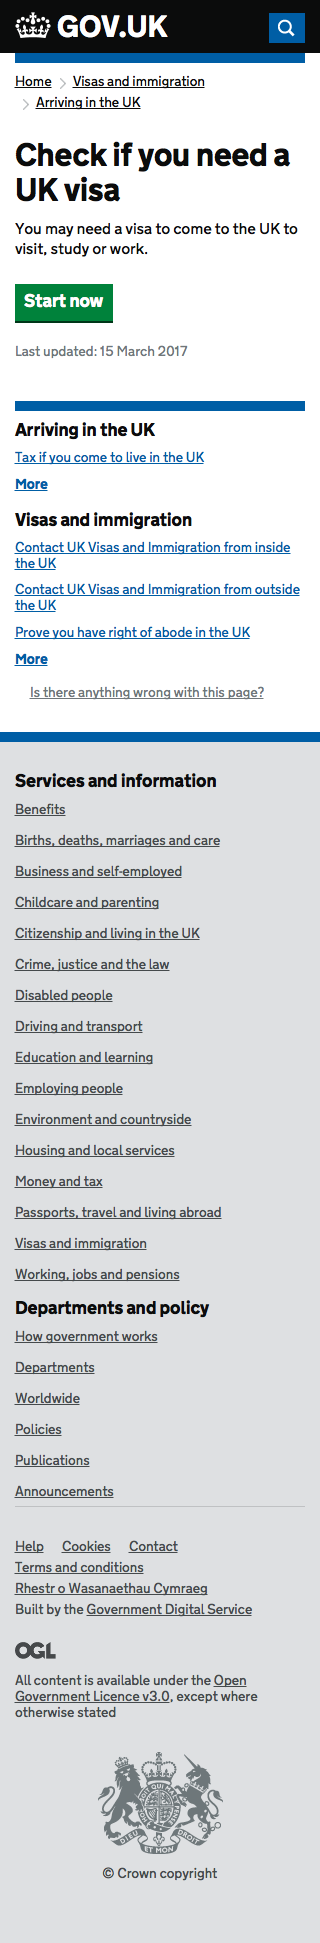 GOV.UK
Home Visas and immigration
Arriving in the UK
Check if you need a
UK visa
You may need a visa to come to the UK to
visit, study or work.
Start now
Last updated: 15 March 2017
Arriving in the UK
Tax if you come to live in the UK
More
Visas and immigration
Contact UK Visas and Immigration from inside
the UK
Contact UK Visas and Immigration from outside
the UK
Prove you have right of abode in the UK
More
Is there anything wrong with this page?
Services and information
Benefits
Births, deaths, marriages and care
Business and self-employed
Childcare and parenting
Citizenship and living in the UK
Crime, justice and the law
Disabled people
Driving and transport
Education and learning
Employing people
Environment and countryside
Housing and local services
Money and tax
Passports, travel and living abroad
Visas and immigration
Working, jobs and pensions
Departments and policy
How government works
Departments
Worldwide
Policies
Publications
Announcements
Help Cookies Contact
Terms and conditions
Rhestr o Wasanaethau Cymraeg
Built by the Government Digital Service
OGL
All content is available under the Open
Government Licence v3.0, except where
otherwise stated
DIEU ET MON
© Crown copyright